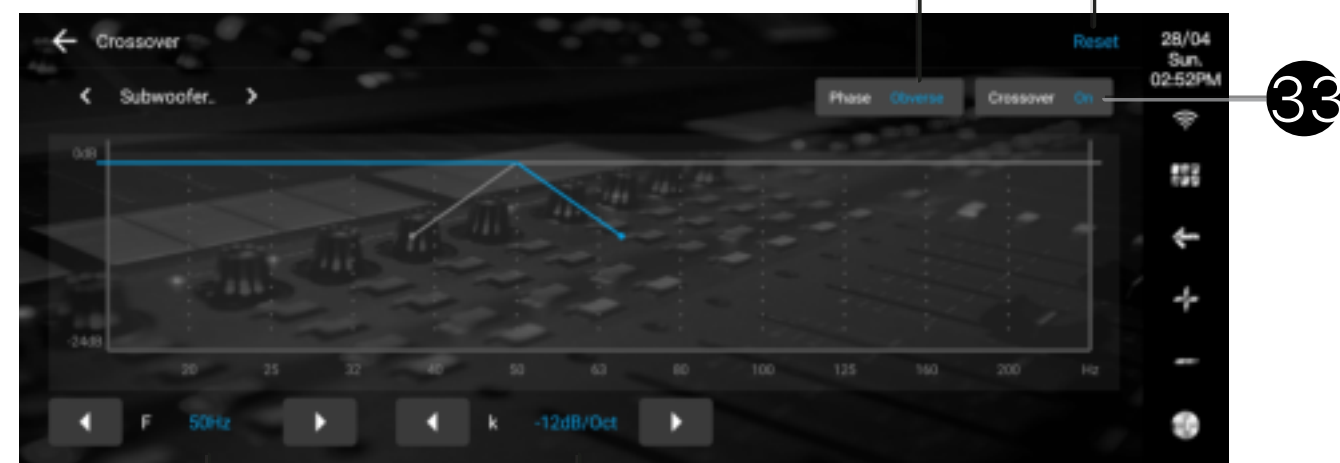 Crossover
Reset
28/04
Sun.
02:52PM
Subwoofer..
Phase Obverse
Crossover On
33
0dB
-24dB
20 25 32 40 50 63 80 100 125 160 200 Hz
F 50Hz
k -12dB/Oct